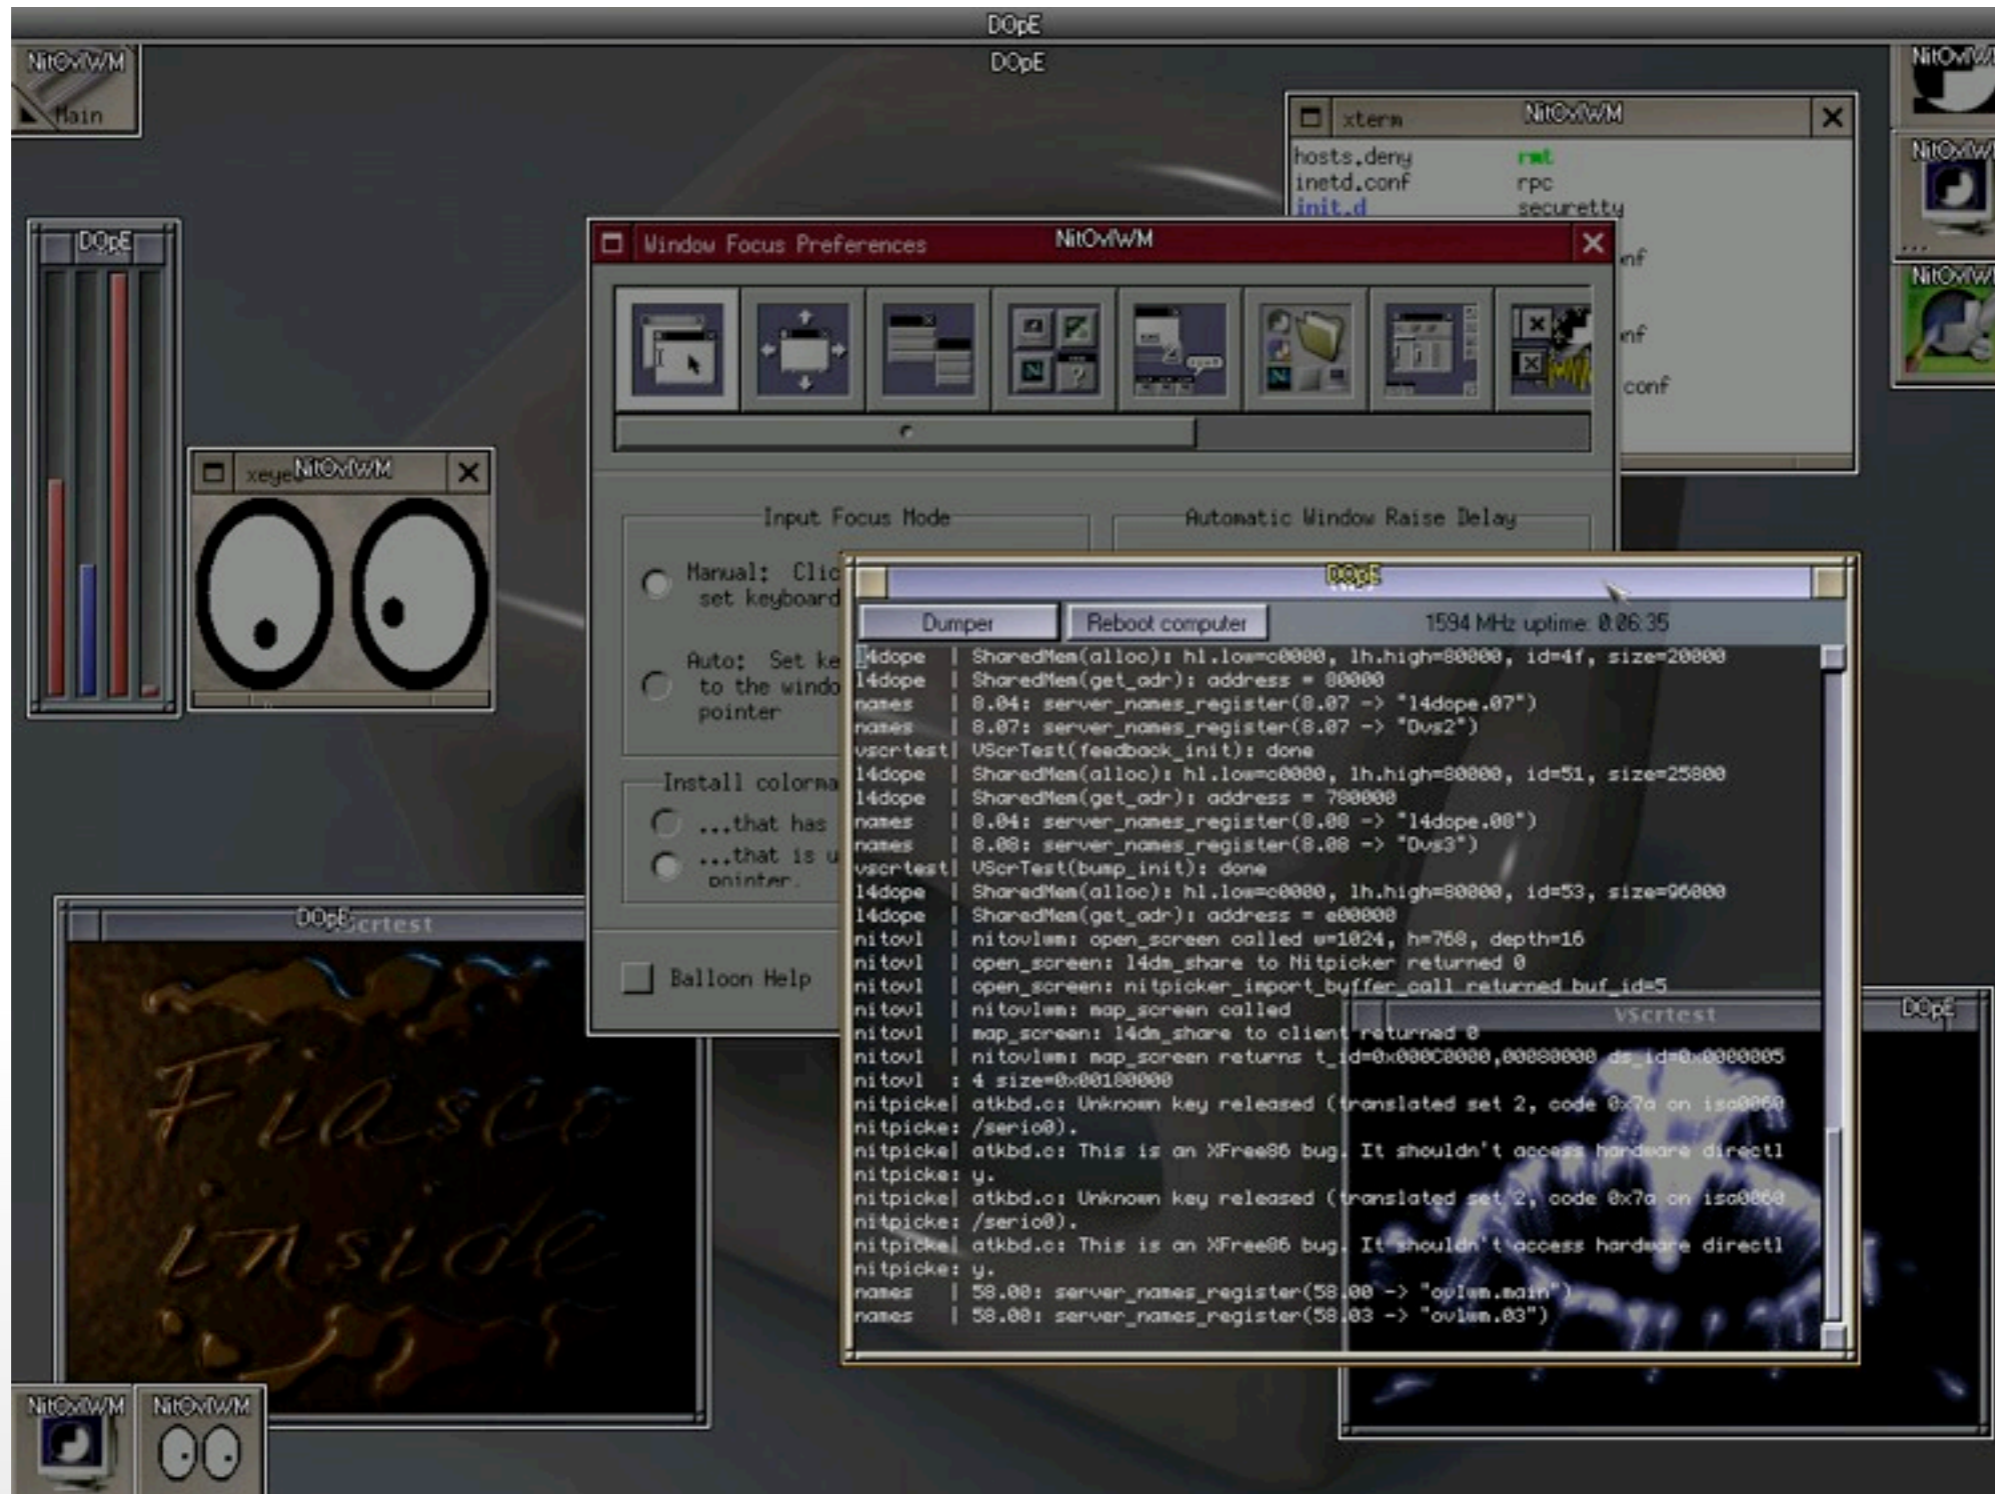 DOpE
DOpE
NitOvlWM
Main
NitOvlWM
NitOvlWM
NitOvlWM
xterm
NitOvlWM
hosts.deny rmt
inetd.conf rpc
init.d securetty
conf
DOpE
Window Focus Preferences
NitOvlWM
NitOvlWM
Input Focus Mode
Automatic Window Raise Delay
Manual:
set keyboard
Auto: Set
to the
pointer
Install
...that has
...that is
pointer.
Balloon Help
DOpE
Dumper
Reboot computer
1594 MHz uptime: 0:06:35
l4dope | SharedMem(alloc): hl.low=c0000, lh.high=80000, id=4f, size=20000
l4dope | SharedMem(get_adr): address = 80000
names | 8.04: server_names_register(8.07 -> "l4dope.07")
names | 8.07: server_names_register(8.07 -> "Dvs2")
vscrtest| VScrTest(feedback_init): done
l4dope | SharedMem(alloc): hl.low=c0000, lh.high=80000, id=51, size=25800
l4dope | SharedMem(get_adr): address = 780000
names | 8.04: server_names_register(8.08 -> "l4dope.08")
names | 8.08: server_names_register(8.08 -> "Dvs3")
vscrtest| VScrTest(bump_init): done
l4dope | SharedMem(alloc): hl.low=c0000, lh.high=80000, id=53, size=96000
l4dope | SharedMem(get_adr): address = e00000
nitovl | nitovlwm: open_screen called w=1024, h=768, depth=16
nitovl | open_screen: l4dm_share to Nitpicker returned 0
nitovl | open_screen: nitpicker_import_buffer_call returned buf_id=5
nitovl | nitovlwm: map_screen called
nitovl | map_screen: l4dm_share to client returned 0
nitovl | nitovlwm: map_screen returns t_id=0x000C0000,00080000 ds_id=0x0000005
nitovl : 4 size=0x00180000
nitpicke| atkbd.c: Unknown key released (translated set 2, code 0x7a on isa0060
nitpicke: /serio0).
nitpicke| atkbd.c: This is an XFree86 bug. It shouldn't access hardware directl
nitpicke: y.
nitpicke| atkbd.c: Unknown key released (translated set 2, code 0x7a on isa0060
nitpicke: /serio0).
nitpicke| atkbd.c: This is an XFree86 bug. It shouldn't access hardware directl
nitpicke: y.
names | 58.00: server_names_register(58.00 -> "ovlwm.main")
names | 58.00: server_names_register(58.03 -> "ovlwm.03")
DOpE
Fiasco
inside
VScrtest
DOpE
NitOvlWM
NitOvlWM